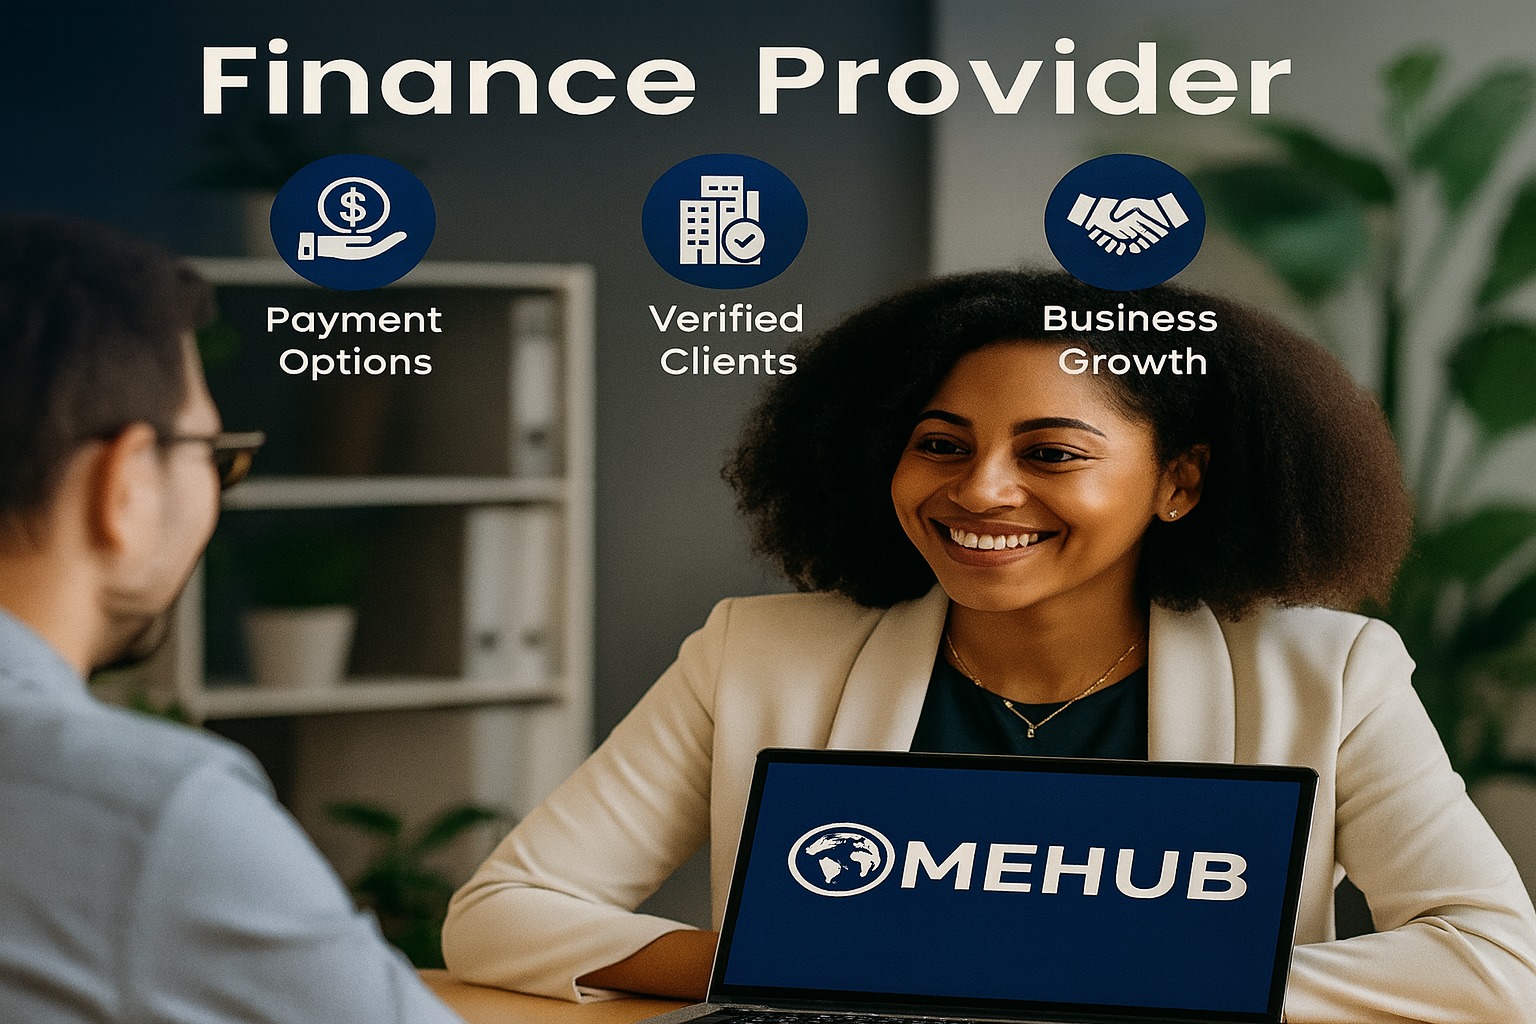 Finance Provider
Payment
Options
Verified
Clients
Business
Growth
MEHUB